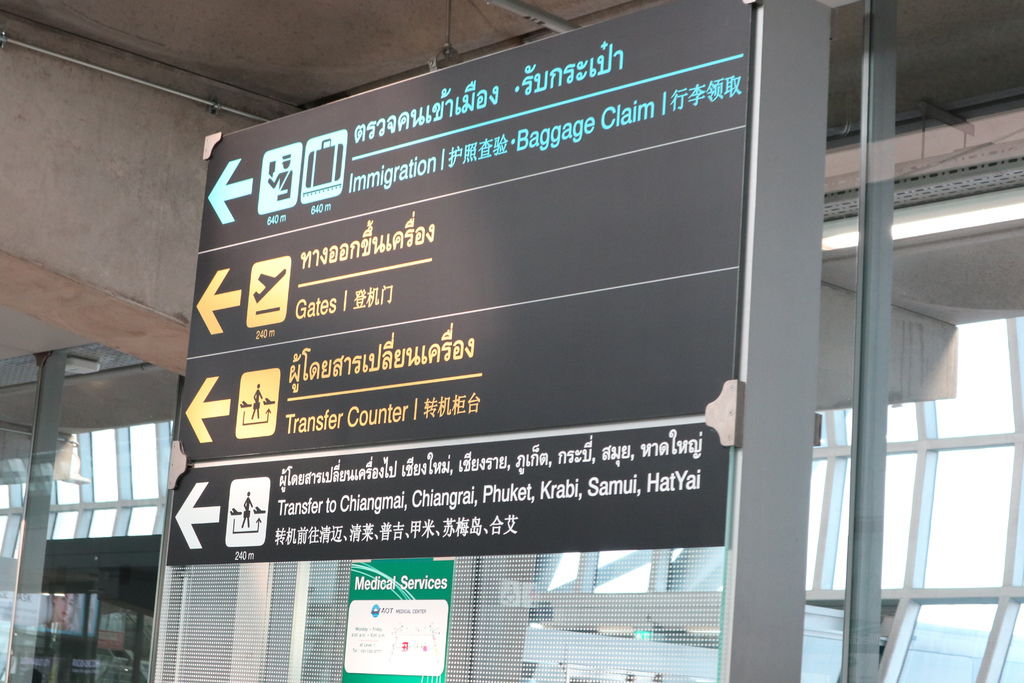 ตรวจคนเข้าเมือง ·รับกระเป๋า
Immigration | 护照查验·Baggage Claim | 行李领取
640 m 640 m
ทางออกขึ้นเครื่อง
Gates | 登机门
240 m
ผู้โดยสารเปลี่ยนเครื่อง
Transfer Counter | 转机柜台
ผู้โดยสารเปลี่ยนเครื่องไป เชียงใหม่, เชียงราย, ภูเก็ต, กระบี่, สมุย, หาดใหญ่
Transfer to Chiangmai, Chiangrai, Phuket, Krabi, Samui, HatYai
转机前往清迈、清莱、普吉、甲米、苏梅岛、合艾
240 m
Medical Services
AOT MEDICAL CENTER